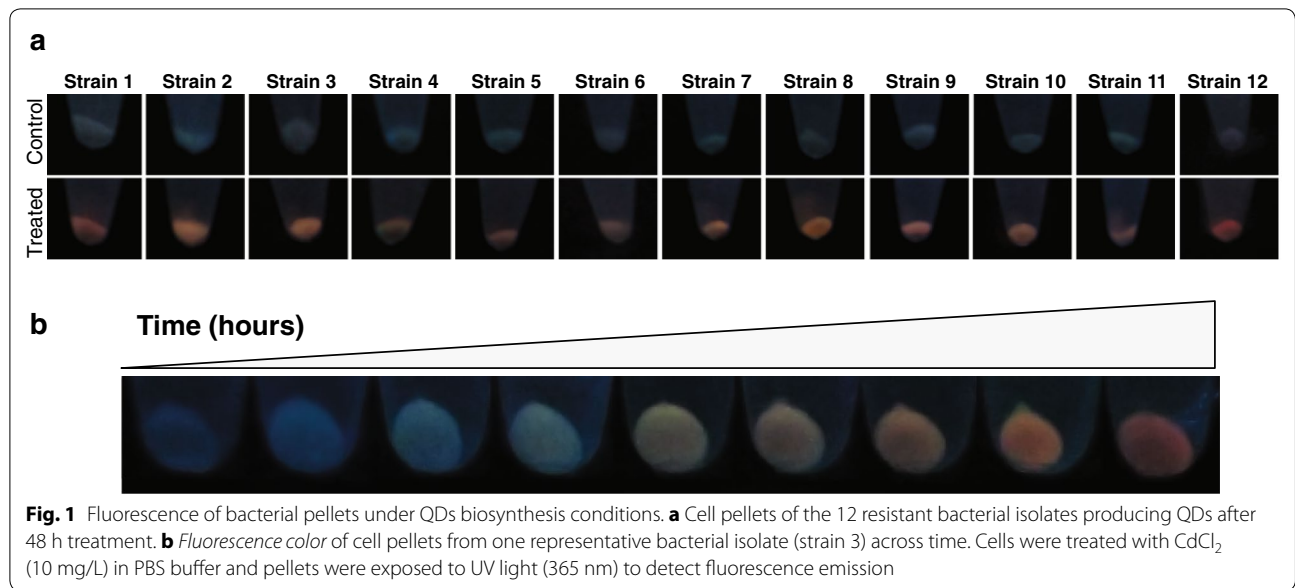 a
Strain 1 Strain 2 Strain 3 Strain 4 Strain 5 Strain 6 Strain 7 Strain 8 Strain 9 Strain 10 Strain 11 Strain 12
Control
Treated
b Time (hours)
Fig. 1 Fluorescence of bacterial pellets under QDs biosynthesis conditions. a Cell pellets of the 12 resistant bacterial isolates producing QDs after
48 h treatment. b Fluorescence color of cell pellets from one representative bacterial isolate (strain 3) across time. Cells were treated with CdCl₂
(10 mg/L) in PBS buffer and pellets were exposed to UV light (365 nm) to detect fluorescence emission